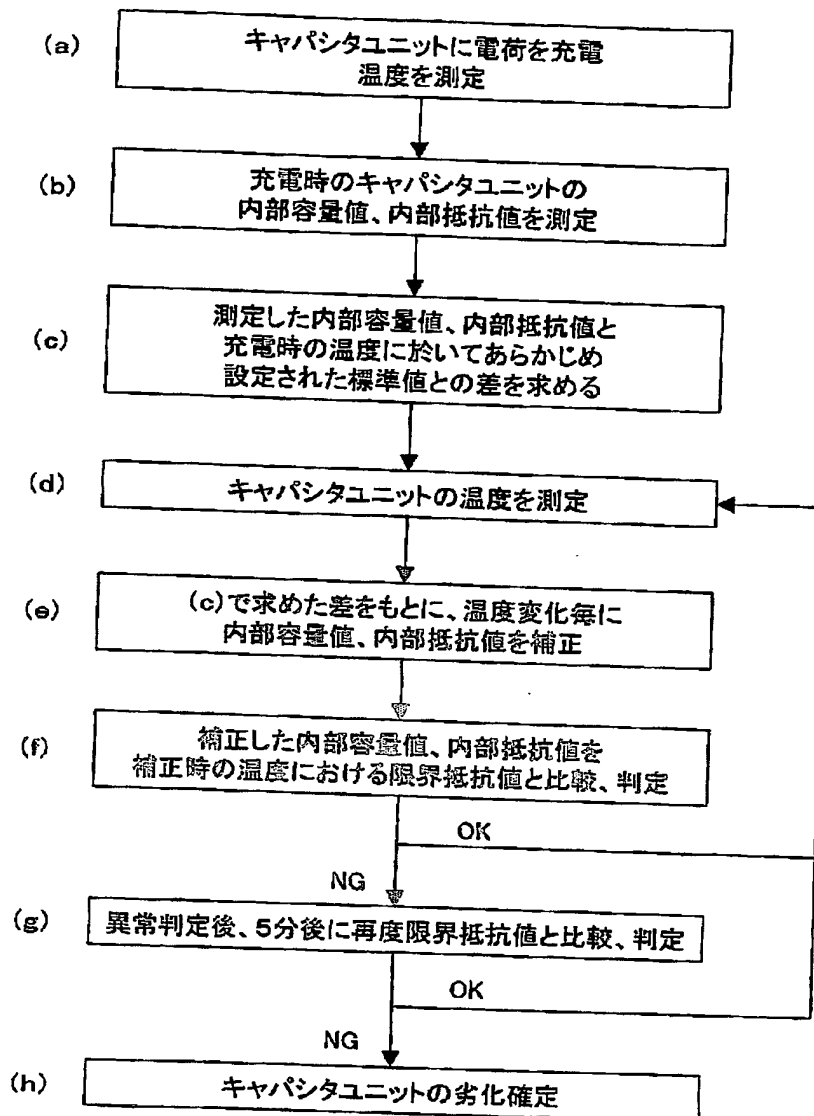 (a)
キャパシタユニットに電荷を充電
温度を測定
(b)
充電時のキャパシタユニットの
内部容量値、内部抵抗値を測定
(c)
測定した内部容量値、内部抵抗値と
充電時の温度に於いてあらかじめ
設定された標準値との差を求める
(d)
キャパシタユニットの温度を測定
(e)
(c)で求めた差をもとに、温度変化毎に
内部容量値、内部抵抗値を補正
(f)
補正した内部容量値、内部抵抗値を
補正時の温度における限界抵抗値と比較、判定
OK
NG
(g)
異常判定後、5分後に再度限界抵抗値と比較、判定
OK
NG
(h)
キャパシタユニットの劣化確定